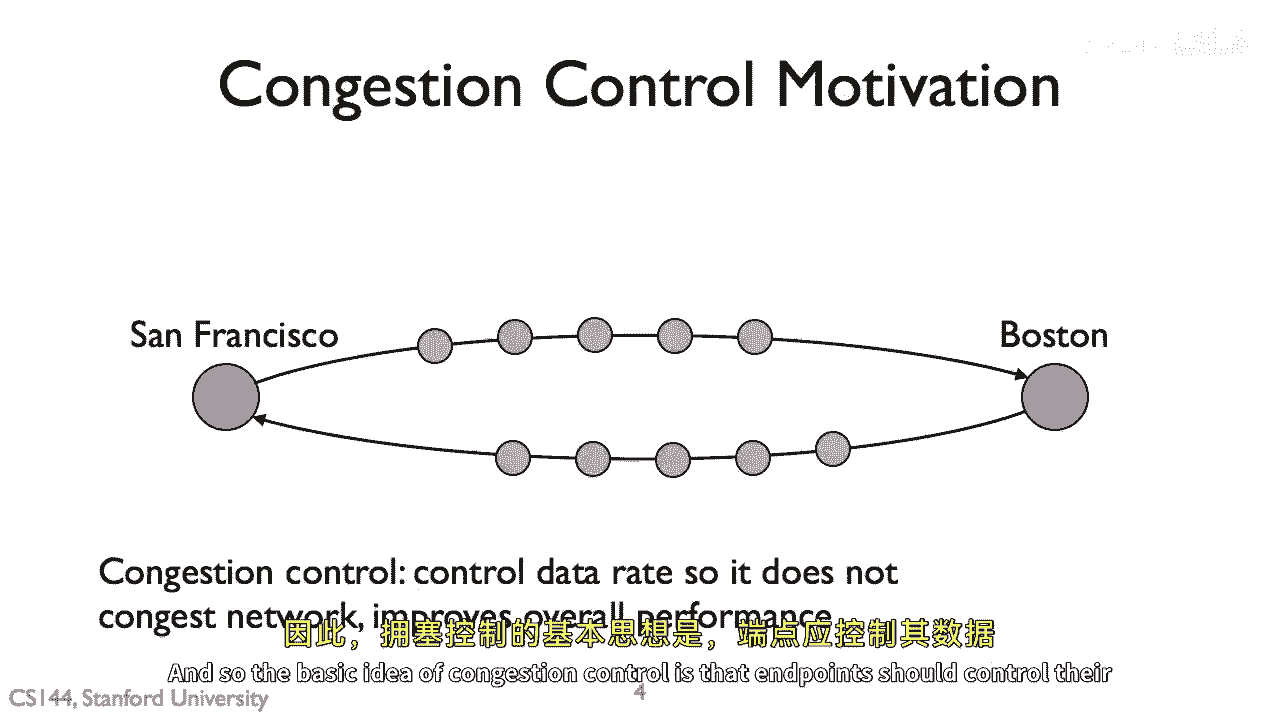 Congestion Control Motivation
San Francisco
Boston
Congestion control: control data rate so it does not
congest network, improves overall performance
因此，拥塞控制的基本思想是，端点应控制其数据
And so the basic idea of congestion control is that endpoints should control their
CS144, Stanford University
4